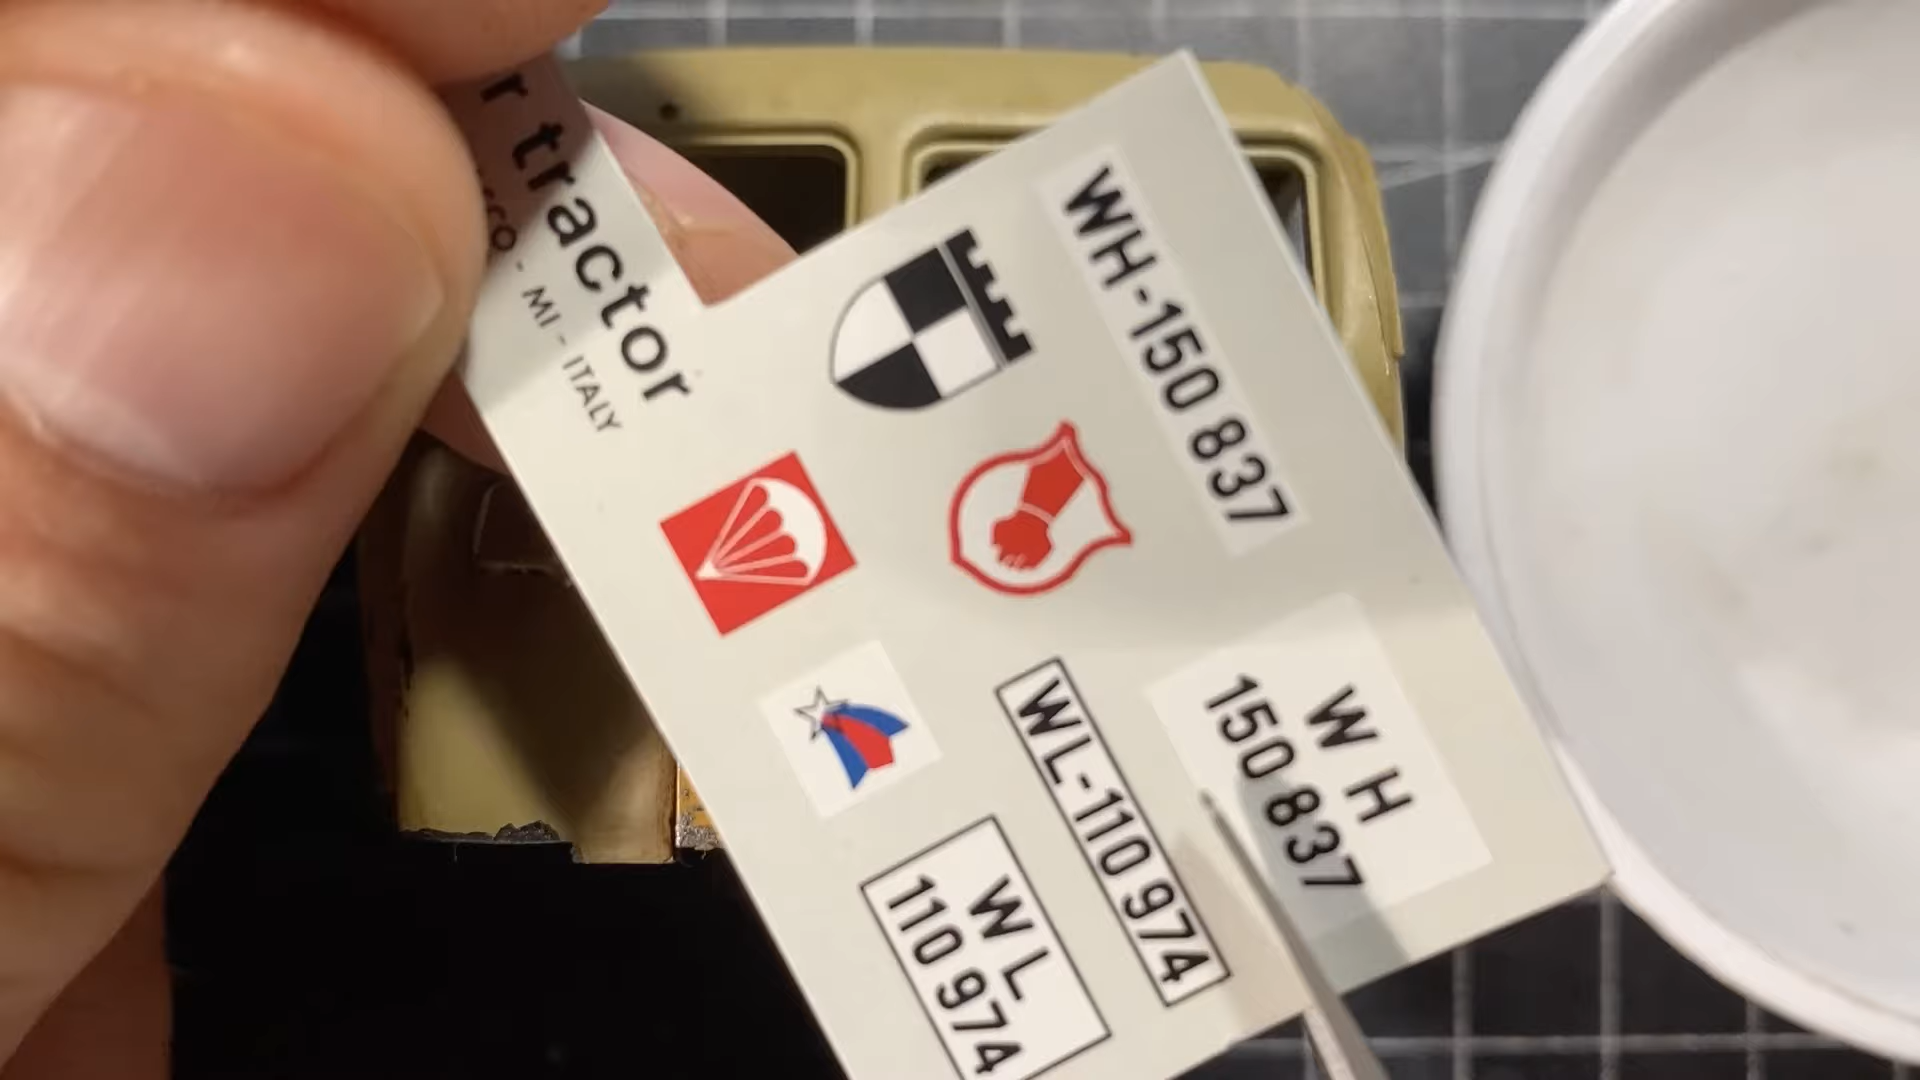 r tractor
- MI - ITALY
WH-150 837
W H
150 837
WL-110 974
W L
110 974